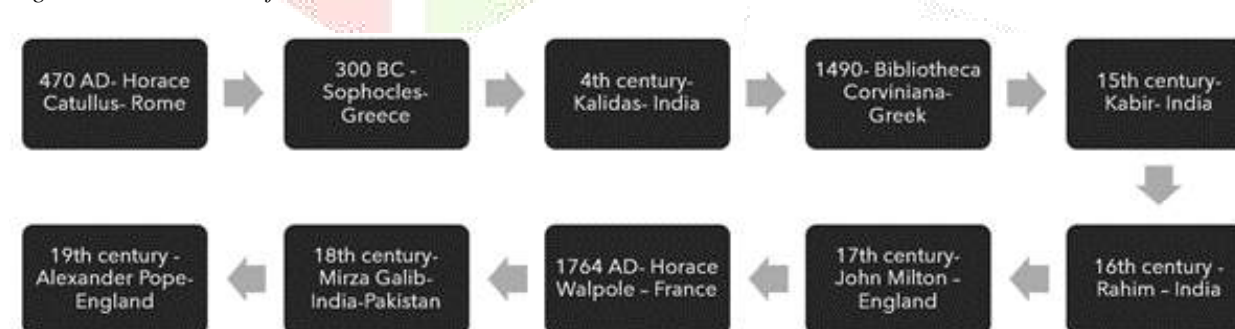 470 AD- Horace
Catullus- Rome
300 BC -
Sophocles-
Greece
4th century-
Kalidas- India
1490- Bibliotheca
Corviniana-
Greek
15th century-
Kabir- India
16th century -
Rahim – India
17th century-
John Milton –
England
1764 AD- Horace
Walpole – France
18th century-
Mirza Galib-
India-Pakistan
19th century -
Alexander Pope-
England